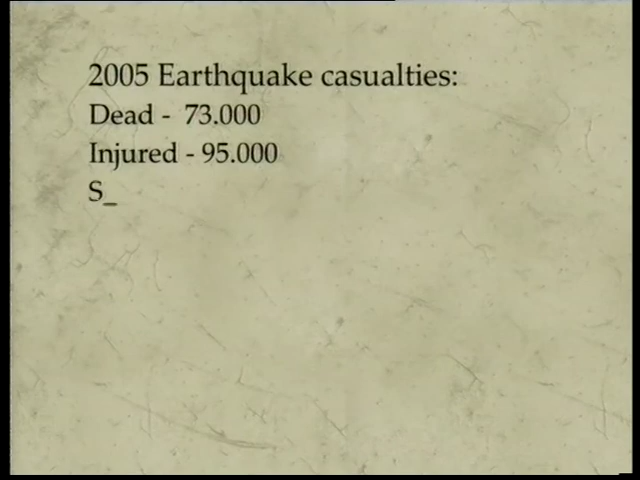 2005 Earthquake casualties:
Dead - 73.000
Injured - 95.000
S_